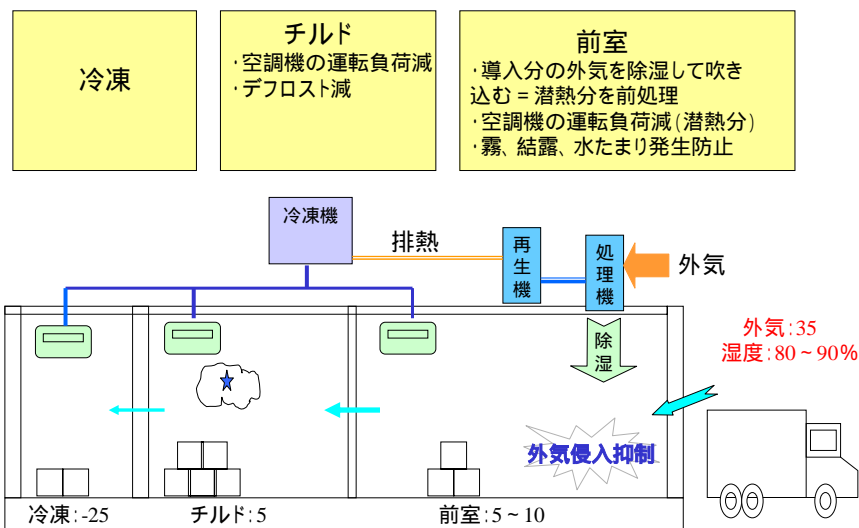 冷凍
チルド
·空調機の運転負荷減
·デフロスト減
前室
·導入分の外気を除湿して吹き
込む = 潜熱分を前処理
·空調機の運転負荷減(潜熱分)
·霧、結露、水たまり発生防止
冷凍機
排熱
再生機
処理機
外気
除湿
外気:35
湿度:80~90%
外気侵入抑制
冷凍:-25
チルド:5
前室:5~10